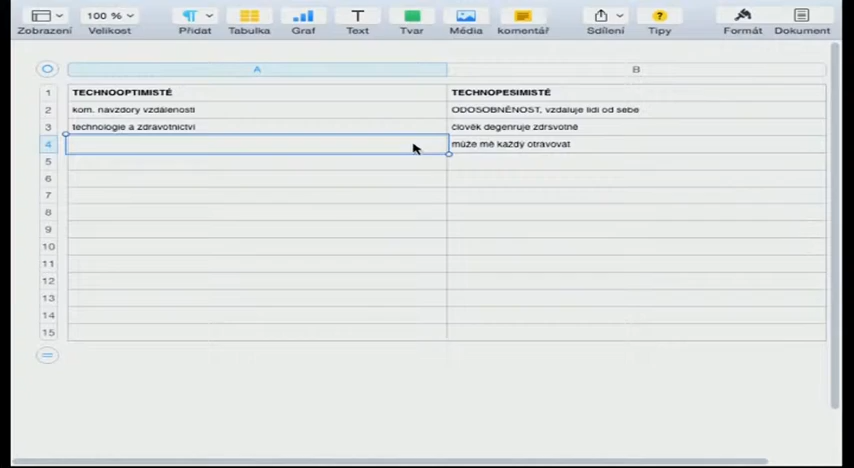 100 %
Zobrazení Velikost Přidat Tabulka Graf Text Tvar Média komentář Sdílení Tipy Formát Dokument
A B
1 TECHNOOPTIMISTÉ TECHNOPESIMISTÉ
2 kom. navzdory vzdálenosti ODOSOBNĚNOST, vzdaluje lidi od sebe
3 technologie a zdravotnictví člověk degenruje zdrsvotně
4 může mě každý otravovat
5
6
7
8
9
10
11
12
13
14
15